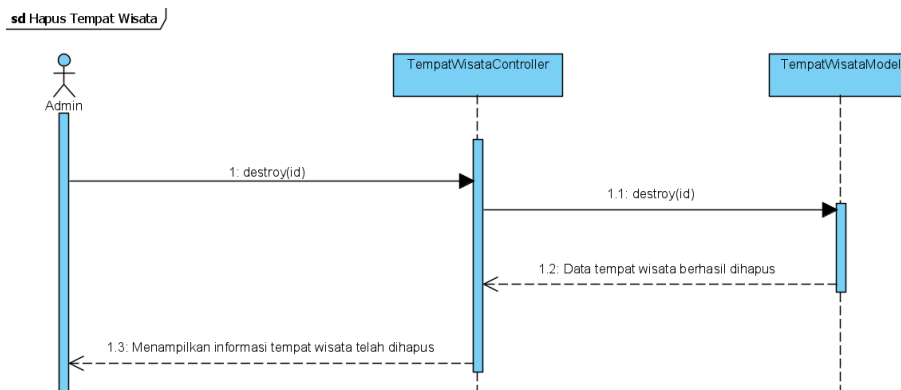 sd Hapus Tempat Wisata
TempatWisataController
TempatWisataModel
Admin
1: destroy(id)
1.1: destroy(id)
1.2: Data tempat wisata berhasil dihapus
1.3: Menampilkan informasi tempat wisata telah dihapus